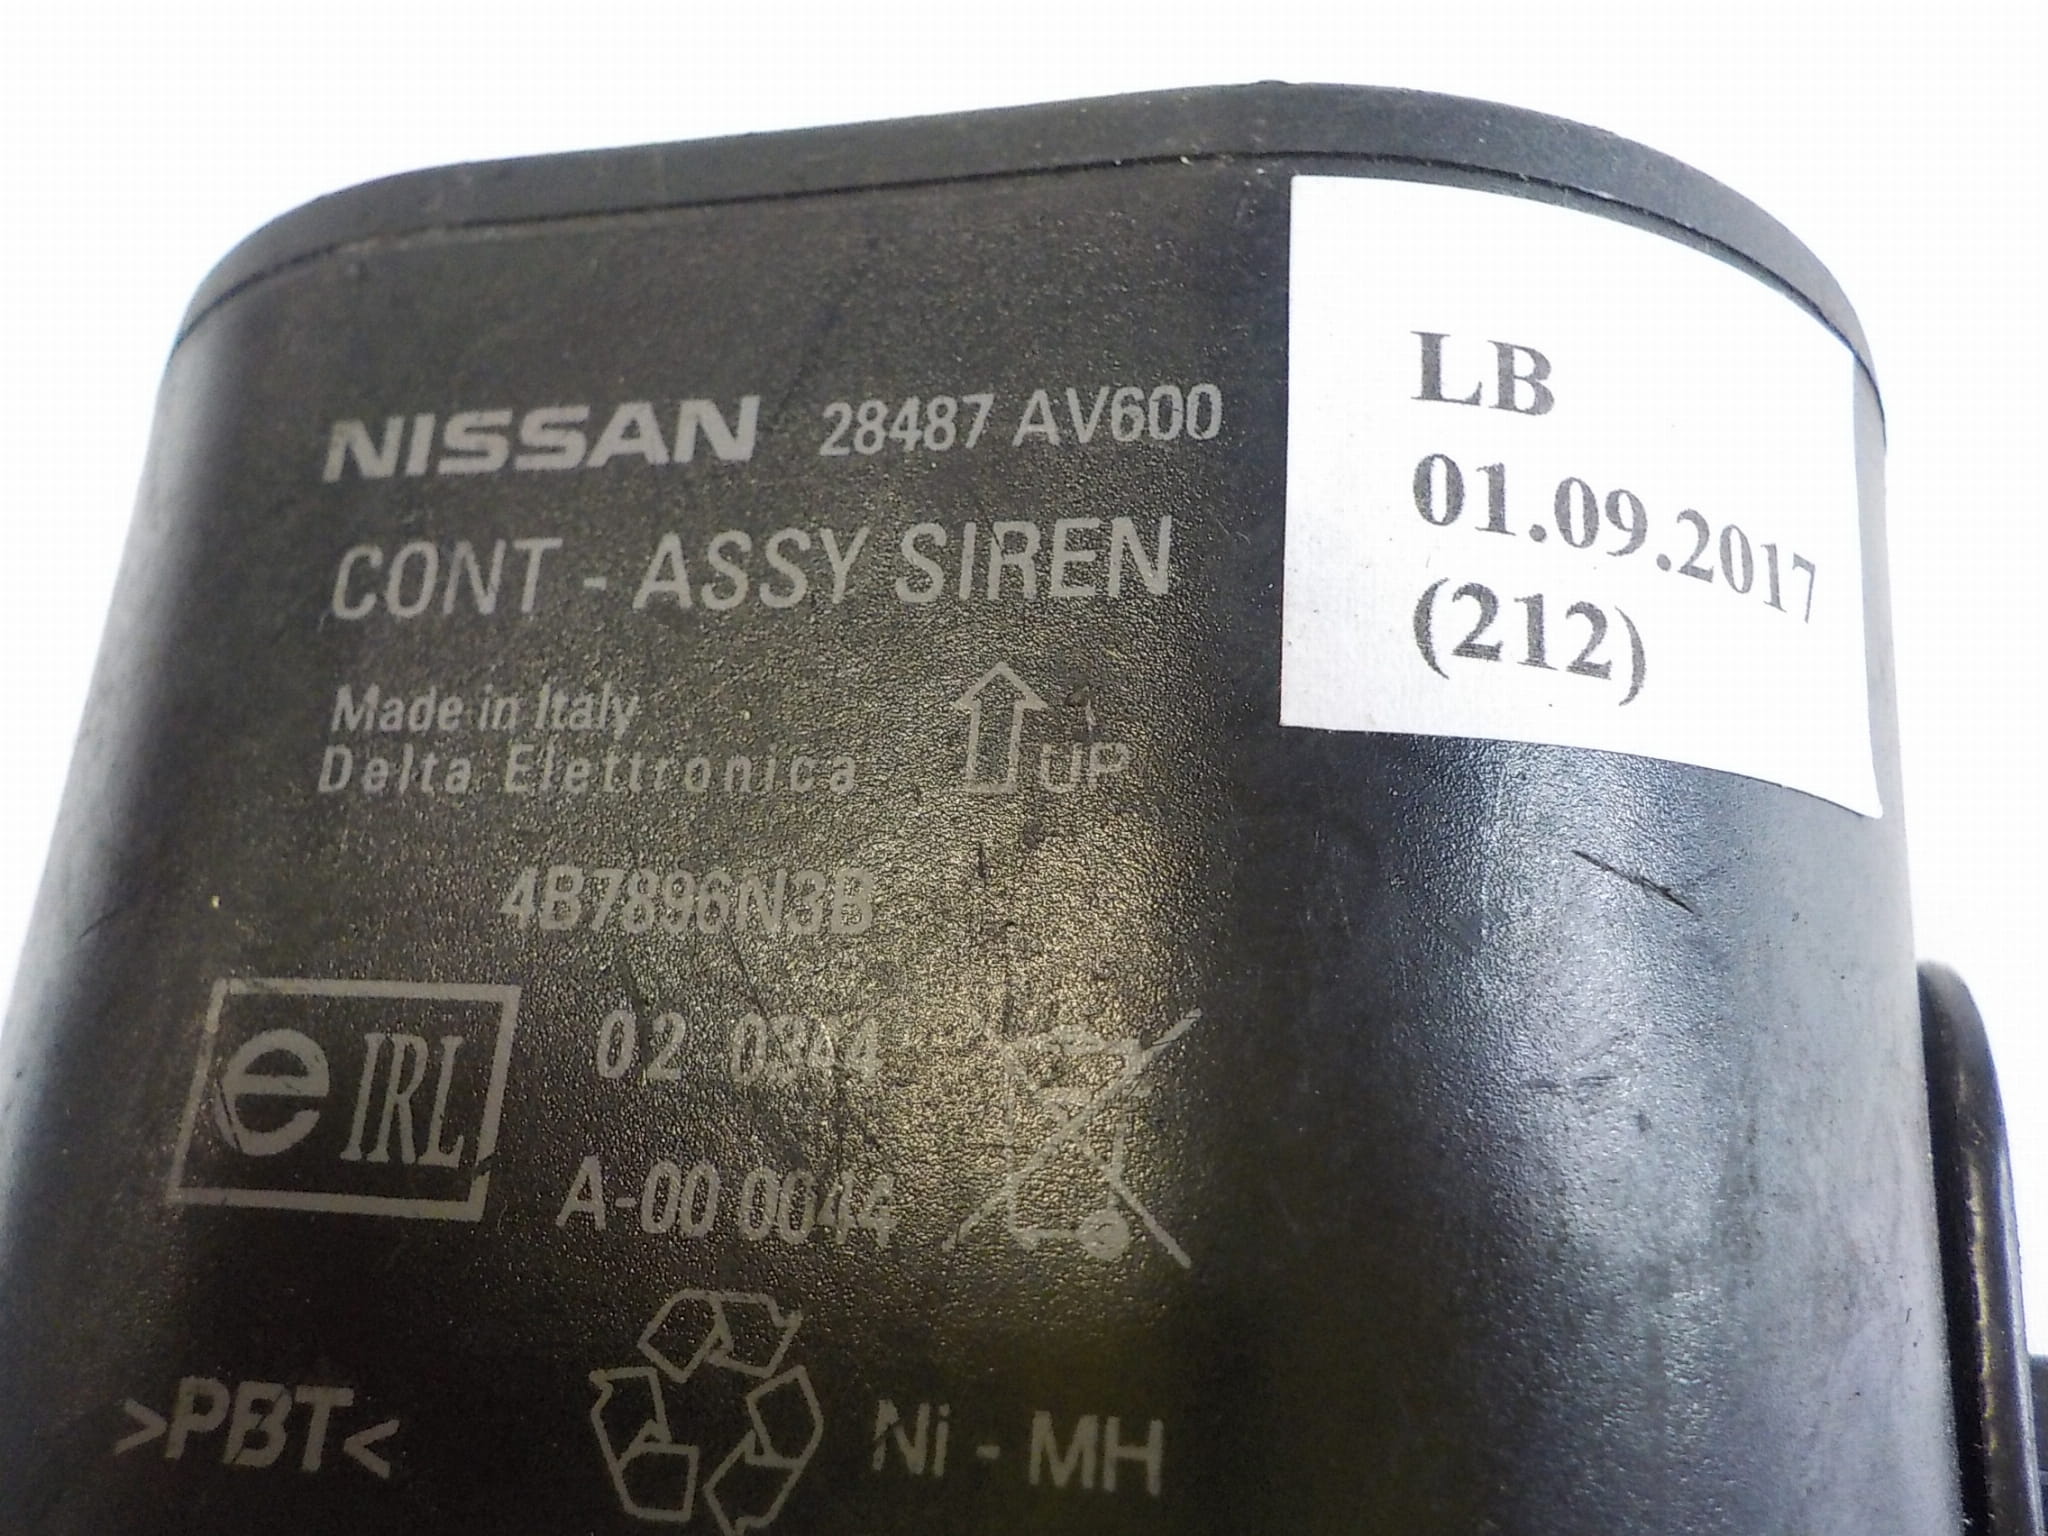 NISSAN 28487 AV600
CONT - ASSY SIREN
Made in Italy
Delta Elettronica
UP
4B7896N3B
e IRL
02 0344
A-00 0044
>PBT<
Ni - MH
LB
01.09.2017
(212)